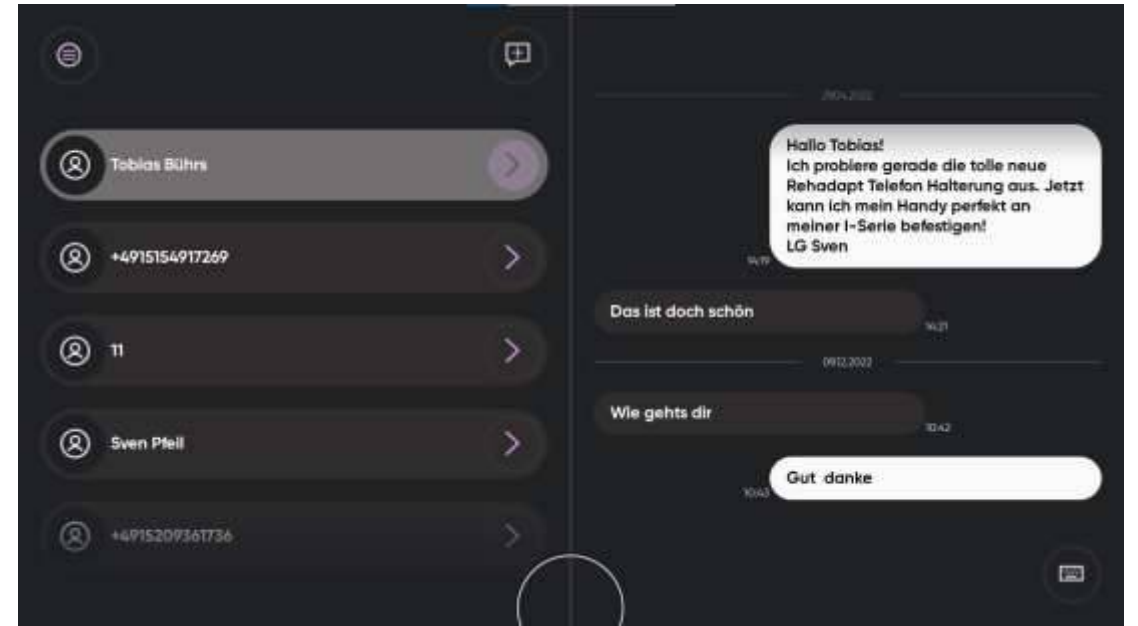 Tobias Bührs
+4915154917269
11
Sven Pfeil
+4915209361736
29.04.2022
Hallo Tobias!
Ich probiere gerade die tolle neue
Rehadapt Telefon Halterung aus. Jetzt
kann ich mein Handy perfekt an
meiner I-Serie befestigen!
LG Sven
14:19
Das ist doch schön
14:21
09.12.2022
Wie gehts dir
10:42
Gut danke
10:43